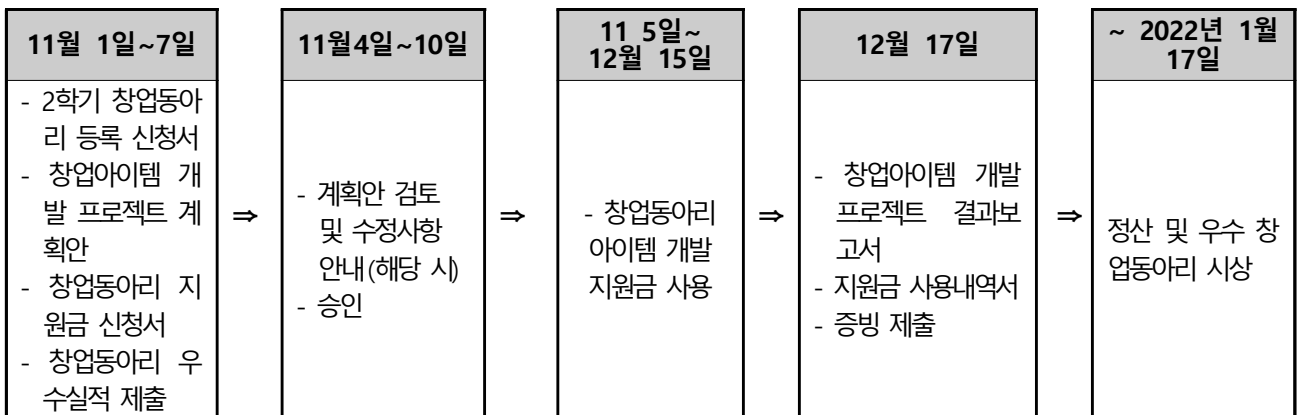 11월 1일~7일
- 2학기 창업동아
리 등록 신청서
- 창업아이템 개
발 프로젝트 계
획안
- 창업동아리 지
원금 신청서
- 창업동아리 우
수실적 제출
⇒
11월4일~10일
- 계획안 검토
및 수정사항
안내(해당 시)
- 승인
⇒
11 5일~
12월 15일
- 창업동아리
아이템 개발
지원금 사용
⇒
12월 17일
- 창업아이템 개발
프로젝트 결과보
고서
- 지원금 사용내역서
- 증빙 제출
⇒
~ 2022년 1월
17일
정산 및 우수 창
업동아리 시상